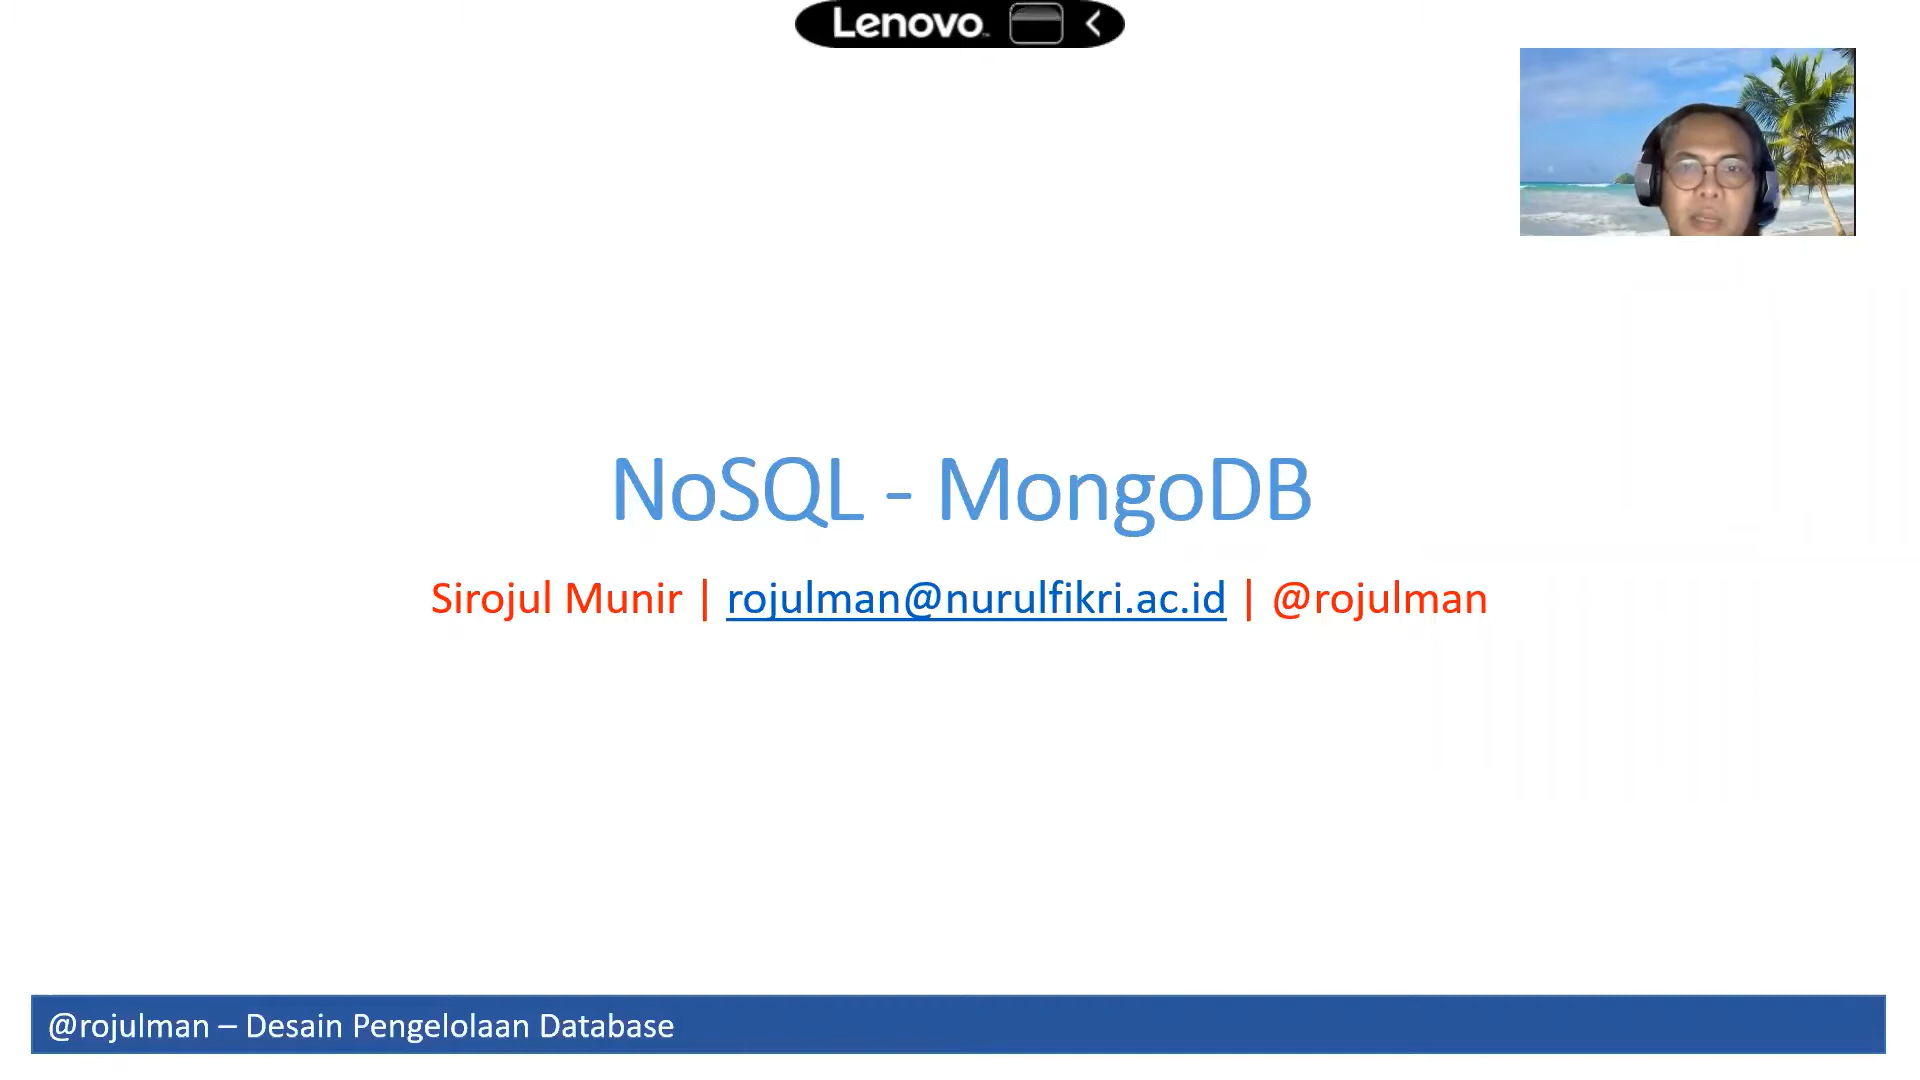 Lenovo
NoSQL - MongoDB
Sirojul Munir | rojulman@nurulfikri.ac.id | @rojulman
@rojulman – Desain Pengelolaan Database